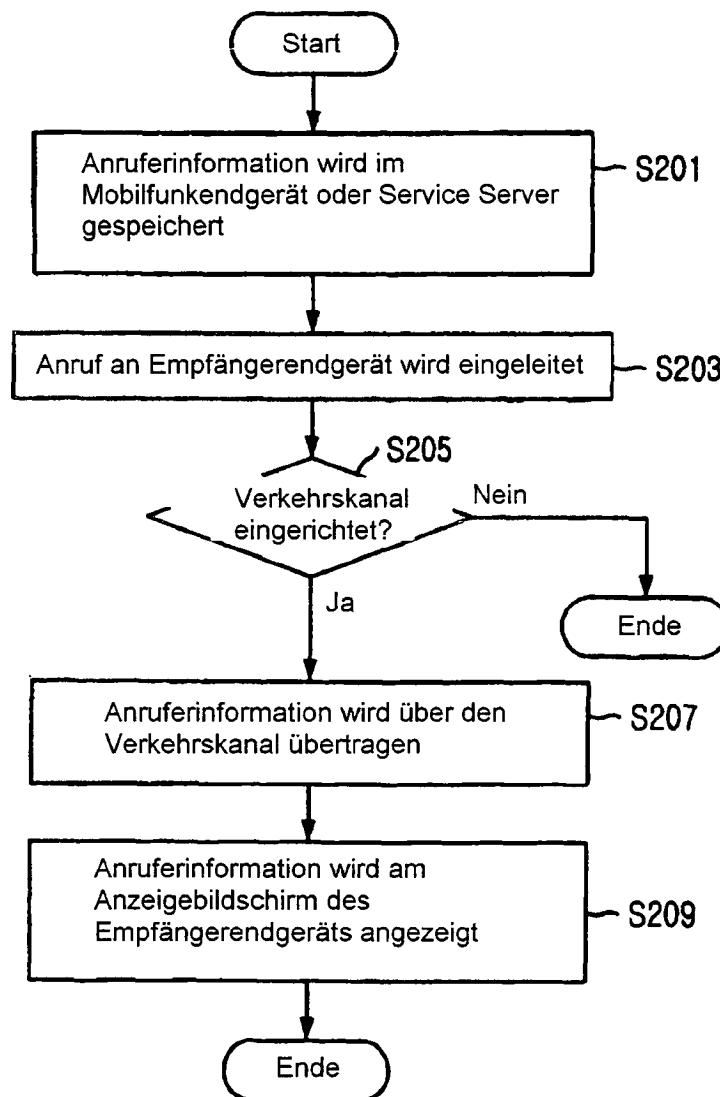 Start
Anruferinformation wird im
Mobilfunkendgerät oder Service Server
gespeichert
S201
Anruf an Empfängerendgerät wird eingeleitet
S203
S205
Verkehrskanal
eingerichtet?
Nein
Ja
Ende
Anruferinformation wird über den
Verkehrskanal übertragen
S207
Anruferinformation wird am
Anzeigebildschirm des
Empfängerendgeräts angezeigt
S209
Ende